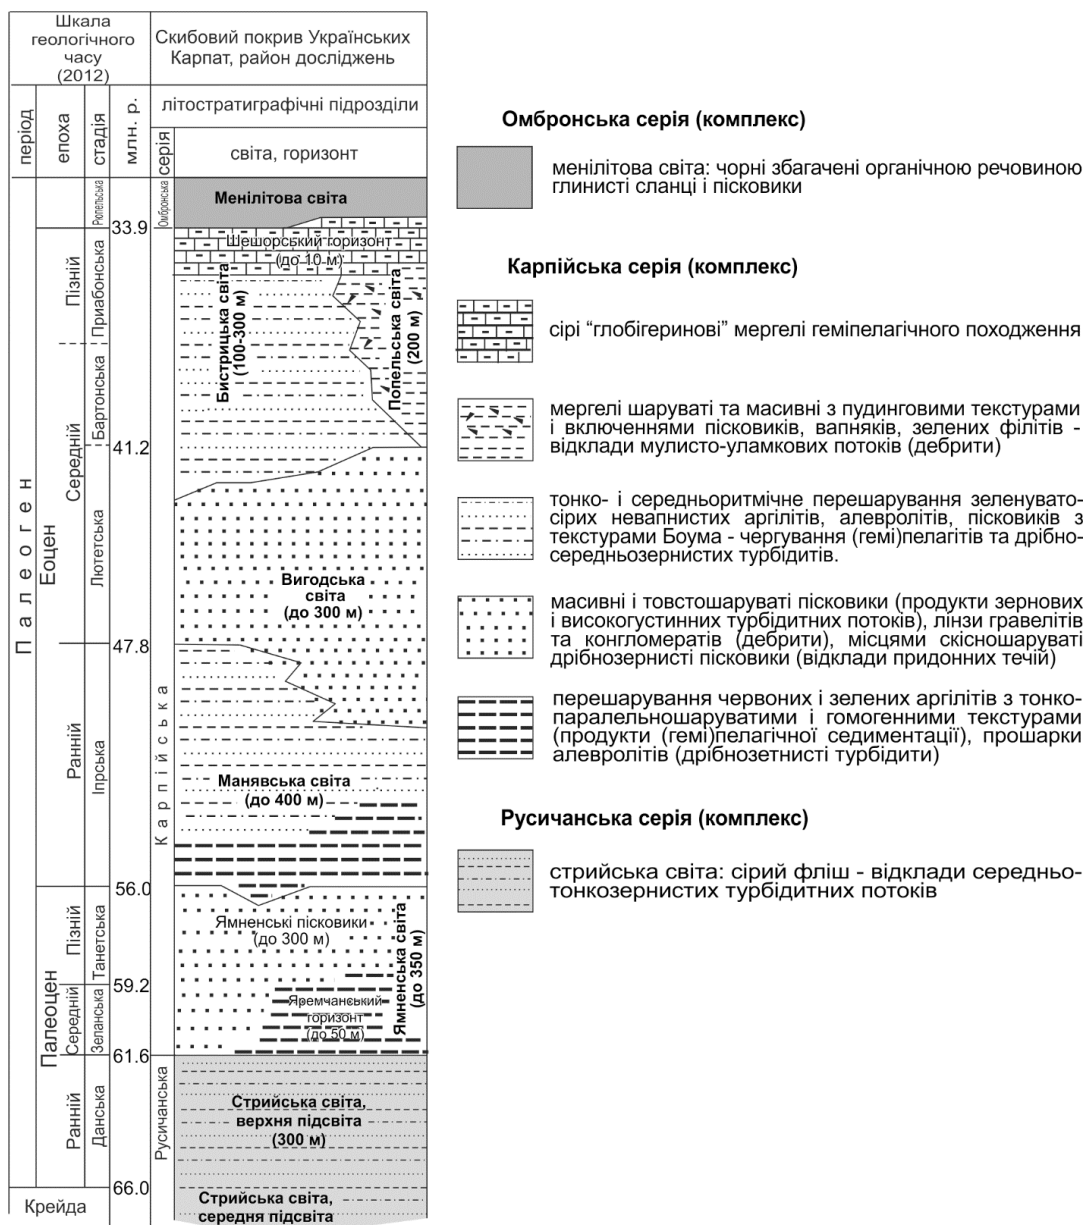 Шкала
геологічного
часу
(2012)
Скибовий покрив Українських
Карпат, район досліджень
період
епоха
стадія
млн. р.
літостратиграфічні підрозділи
серія
світа, горизонт
Палеоген
Еоцен
Палеоцен
Крейда
Пізній
Середній
Ранній
Пізній
Середній
Ранній
Рюпельська
Приабонська
Бартонська
Лютетська
Іпрська
Танетська
Зеланська
Данська
33.9
41.2
47.8
56.0
59.2
61.6
66.0
Омбронська
Карпійська
Русичанська
Менілітова світа
Шешорський горизонт
(до 10 м)
Бистрицька світа
(100-300 м)
Попельська світа
(200 м)
Вигодська
світа
(до 300 м)
Манявська світа
(до 400 м)
Ямненські пісковики
(до 300 м)
Ямненська світа
(до 350 м)
Яремчанський
горизонт
(до 50 м)
Стрийська світа,
верхня підсвіта
(300 м)
Стрийська світа,
середня підсвіта
Омбронська серія (комплекс)
менілітова світа: чорні збагачені органічною речовиною
глинисті сланці і пісковики
Карпійська серія (комплекс)
сірі “глобігеринові” мергелі геміпелагічного походження
мергелі шаруваті та масивні з пудинговими текстурами
і включеннями пісковиків, вапняків, зелених філітів -
відклади мулисто-уламкових потоків (дебрити)
тонко- і середньоритмічне перешарування зеленувато-
сірих невапнистих аргілітів, алевролітів, пісковиків з
текстурами Боума - чергування (гемі)пелагітів та дрібно-
середньозернистих турбідитів.
масивні і товстошаруваті пісковики (продукти зернових
і високогустинних турбідитних потоків), лінзи гравелітів
та конгломератів (дебрити), місцями скісношаруваті
дрібнозернисті пісковики (відклади придонних течій)
перешарування червоних і зелених аргілітів з тонко-
паралельношаруватими і гомогенними текстурами
(продукти (гемі)пелагічної седиментації), прошарки
алевролітів (дрібнозетнисті турбідити)
Русичанська серія (комплекс)
стрийська світа: сірий фліш - відклади середньо-
тонкозернистих турбідитних потоків